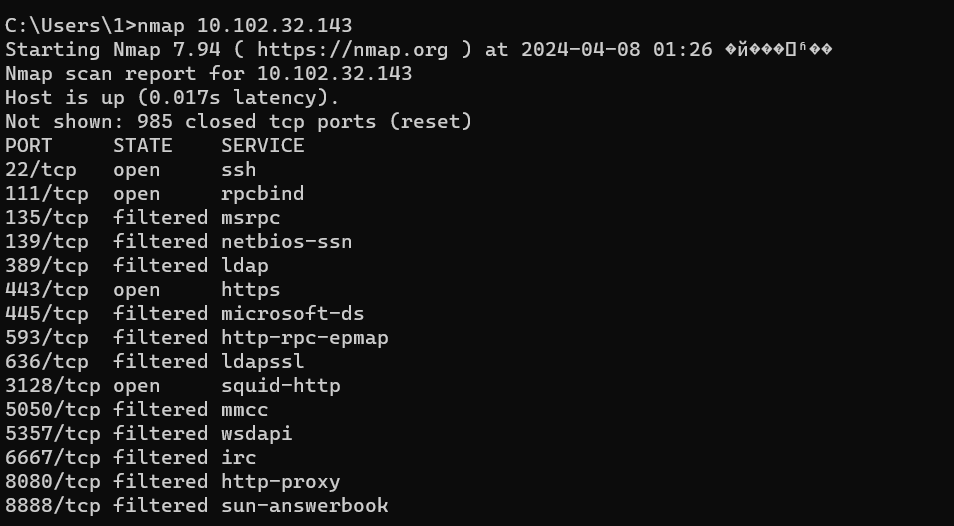 C:\Users\1>nmap 10.102.32.143
Starting Nmap 7.94 ( https://nmap.org ) at 2024-04-08 01:26
Nmap scan report for 10.102.32.143
Host is up (0.017s latency).
Not shown: 985 closed tcp ports (reset)
PORT     STATE    SERVICE
22/tcp   open     ssh
111/tcp  open     rpcbind
135/tcp  filtered msrpc
139/tcp  filtered netbios-ssn
389/tcp  filtered ldap
443/tcp  open     https
445/tcp  filtered microsoft-ds
593/tcp  filtered http-rpc-epmap
636/tcp  filtered ldapssl
3128/tcp open     squid-http
5050/tcp filtered mmcc
5357/tcp filtered wsdapi
6667/tcp filtered irc
8080/tcp filtered http-proxy
8888/tcp filtered sun-answerbook